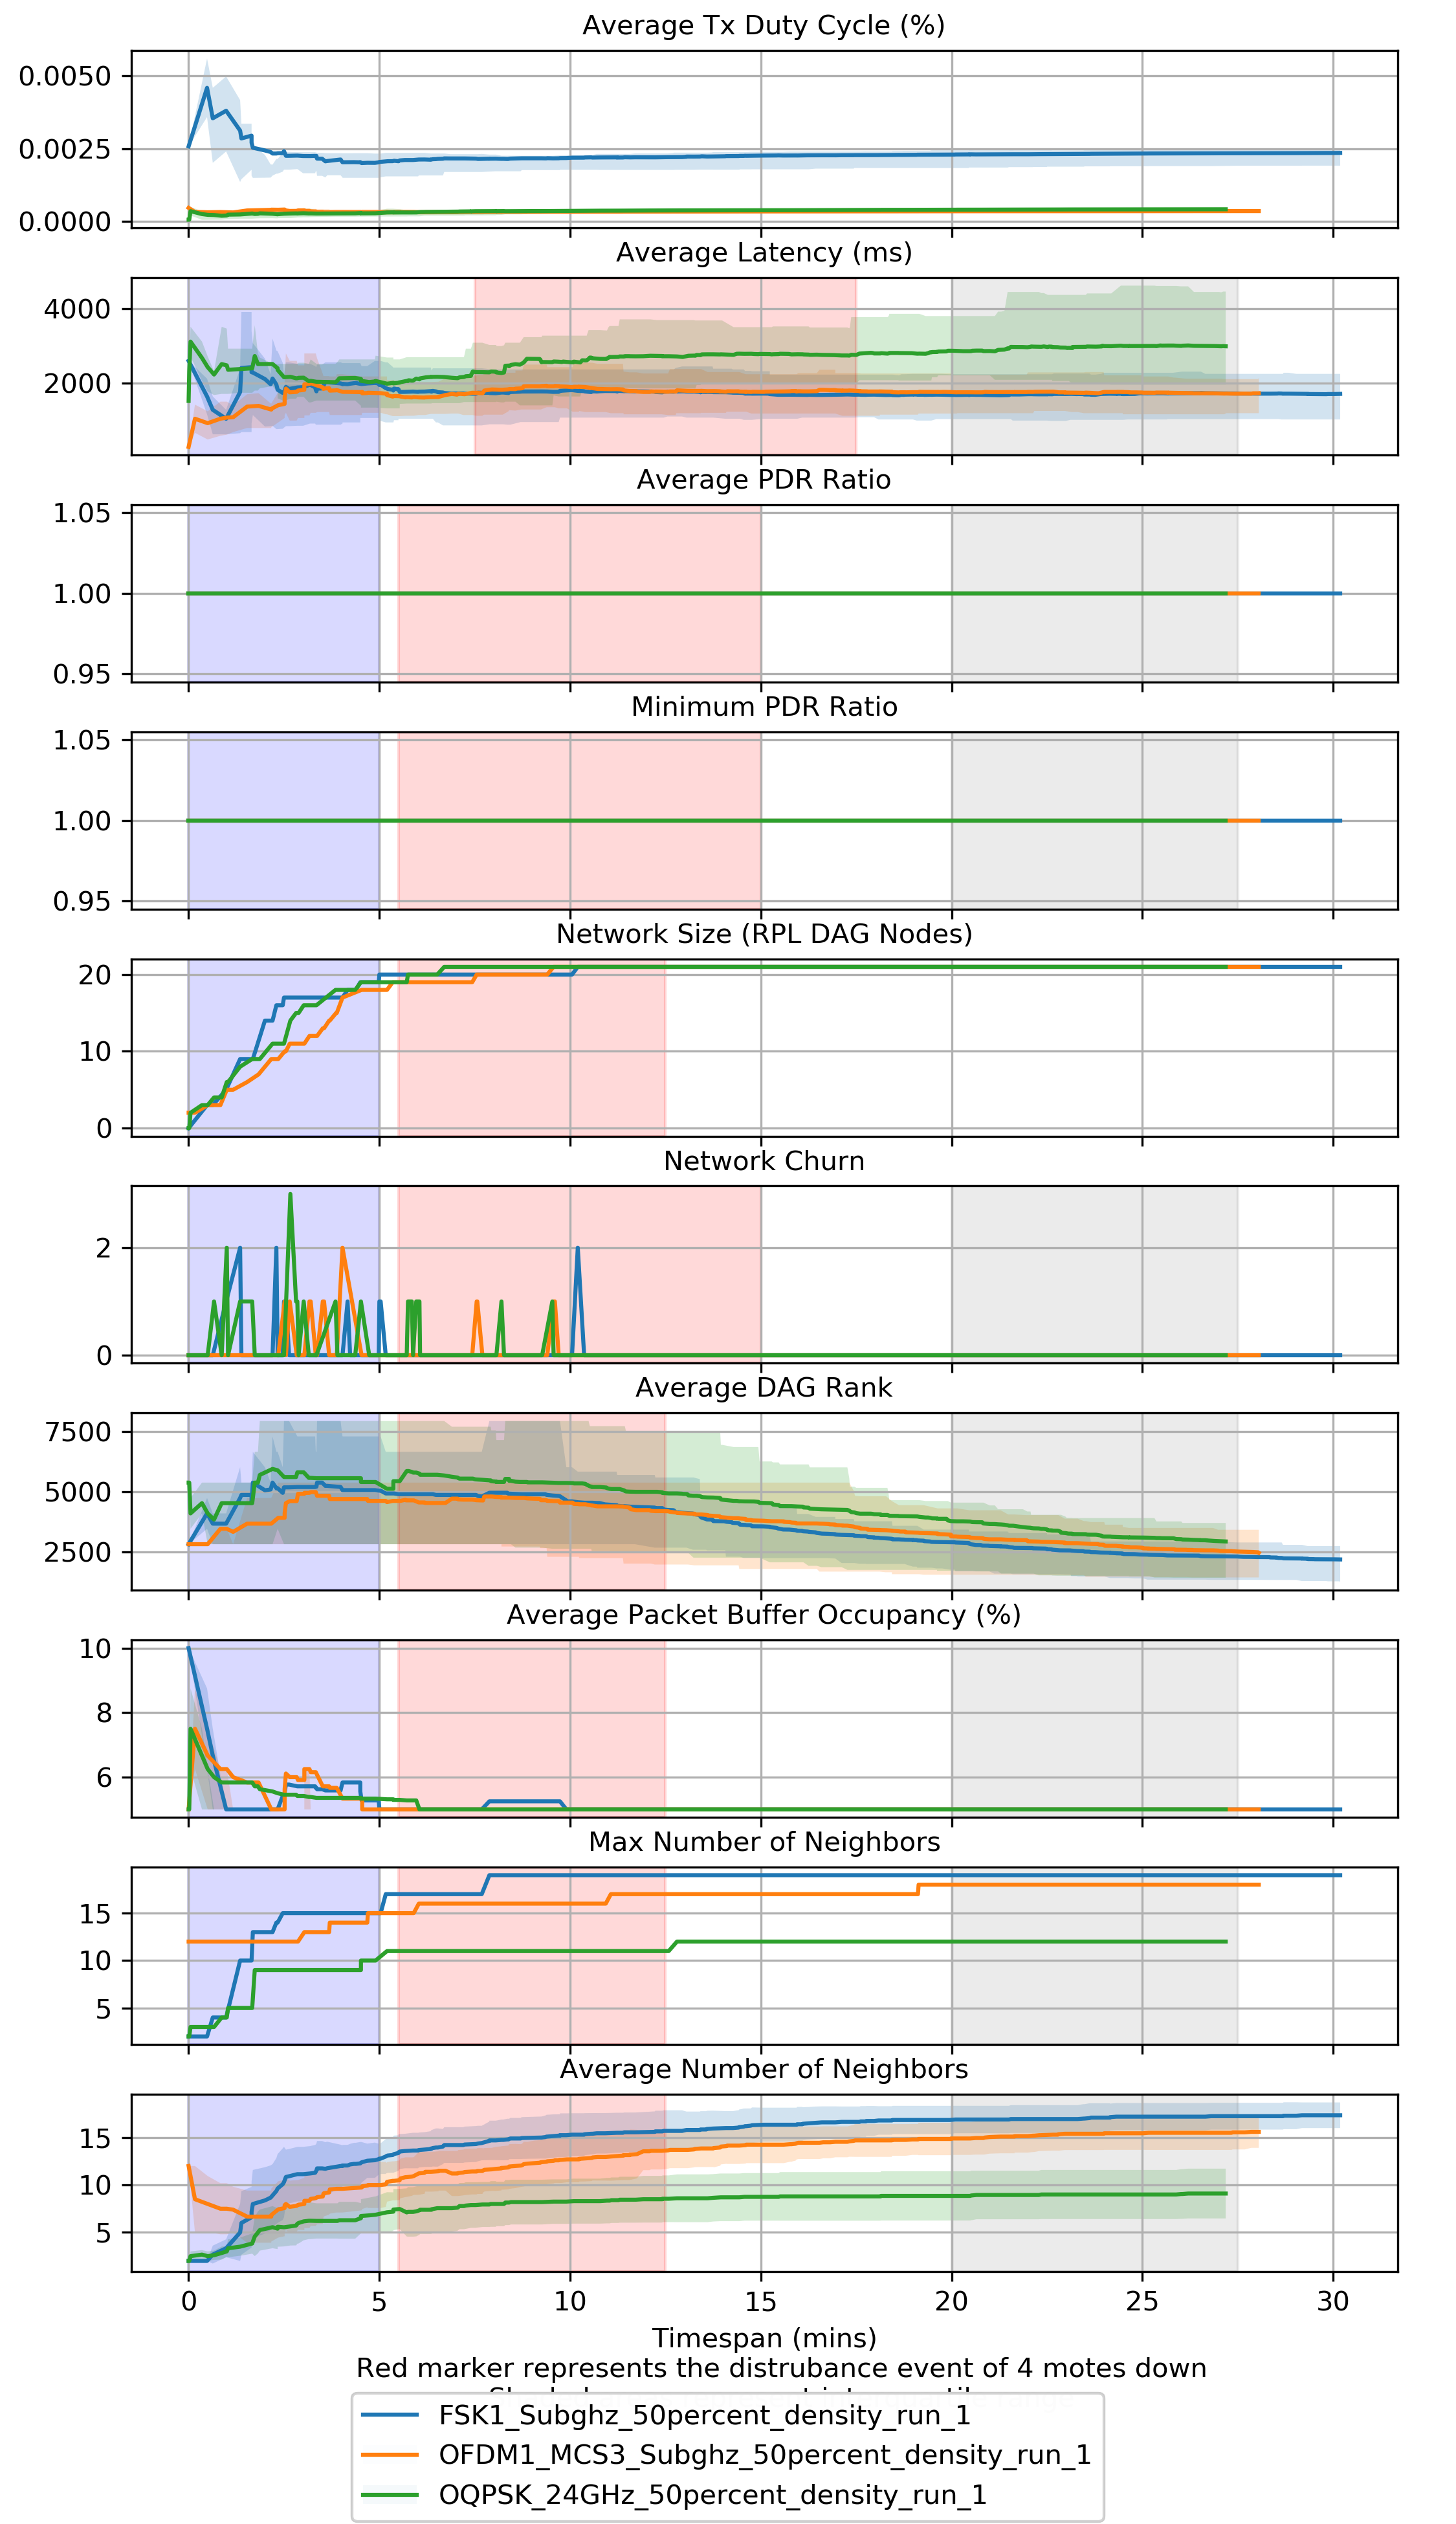 Average Tx Duty Cycle (%)
0.0050
0.0025
0.0000
Average Latency (ms)
4000
2000
Average PDR Ratio
1.05
1.00
0.95
Minimum PDR Ratio
1.05
1.00
0.95
Network Size (RPL DAG Nodes)
20
10
0
Network Churn
2
0
Average DAG Rank
7500
5000
2500
Average Packet Buffer Occupancy (%)
10
8
6
Max Number of Neighbors
15
10
5
Average Number of Neighbors
15
10
5
0 5 10 15 20 25 30
Timespan (mins)
Red marker represents the distrubance event of 4 motes down
FSK1_Subghz_50percent_density_run_1
OFDM1_MCS3_Subghz_50percent_density_run_1
OQPSK_24GHz_50percent_density_run_1